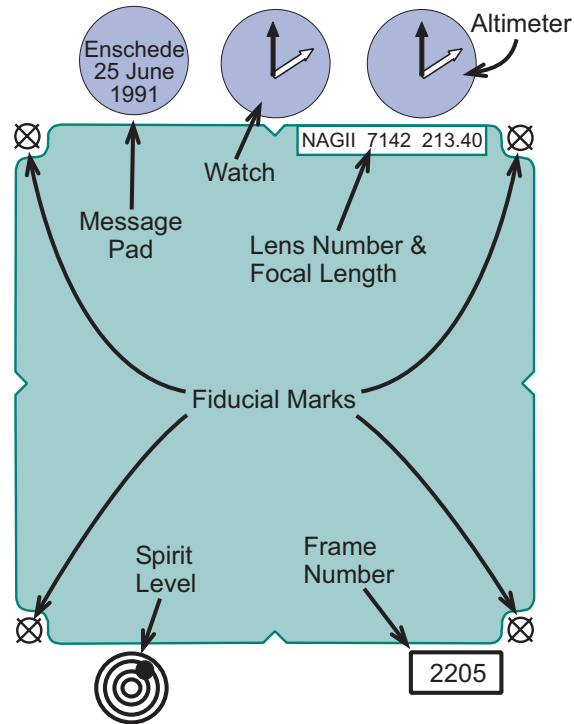 Enschede
25 June
1991
Altimeter
NAGII 7142 213.40
Watch
Message
Pad
Lens Number &
Focal Length
Fiducial Marks
Spirit
Level
Frame
Number
2205